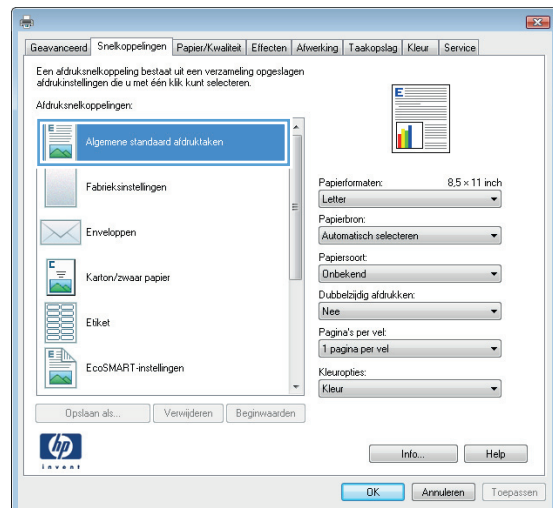 Geavanceerd Snelkoppelingen Papier/Kwaliteit Effecten Afwerking Taakopslag Kleur Service
Een afdruksnelkoppeling bestaat uit een verzameling opgeslagen
afdrukinstellingen die u met één klik kunt selecteren.
Afdruksnelkoppelingen:
Algemene standaard afdruktaken
Fabrieksinstellingen
Enveloppen
Karton/zwaar papier
Etiket
EcoSMART-instellingen
Opslaan als... Verwijderen Beginwaarden
Papierformaten: 8,5 × 11 inch
Letter
Papierbron:
Automatisch selecteren
Papiersoort:
Onbekend
Dubbelzijdig afdrukken:
Nee
Pagina's per vel:
1 pagina per vel
Kleuropties:
Kleur
hp
invent
Info... Help
OK Annuleren Toepassen